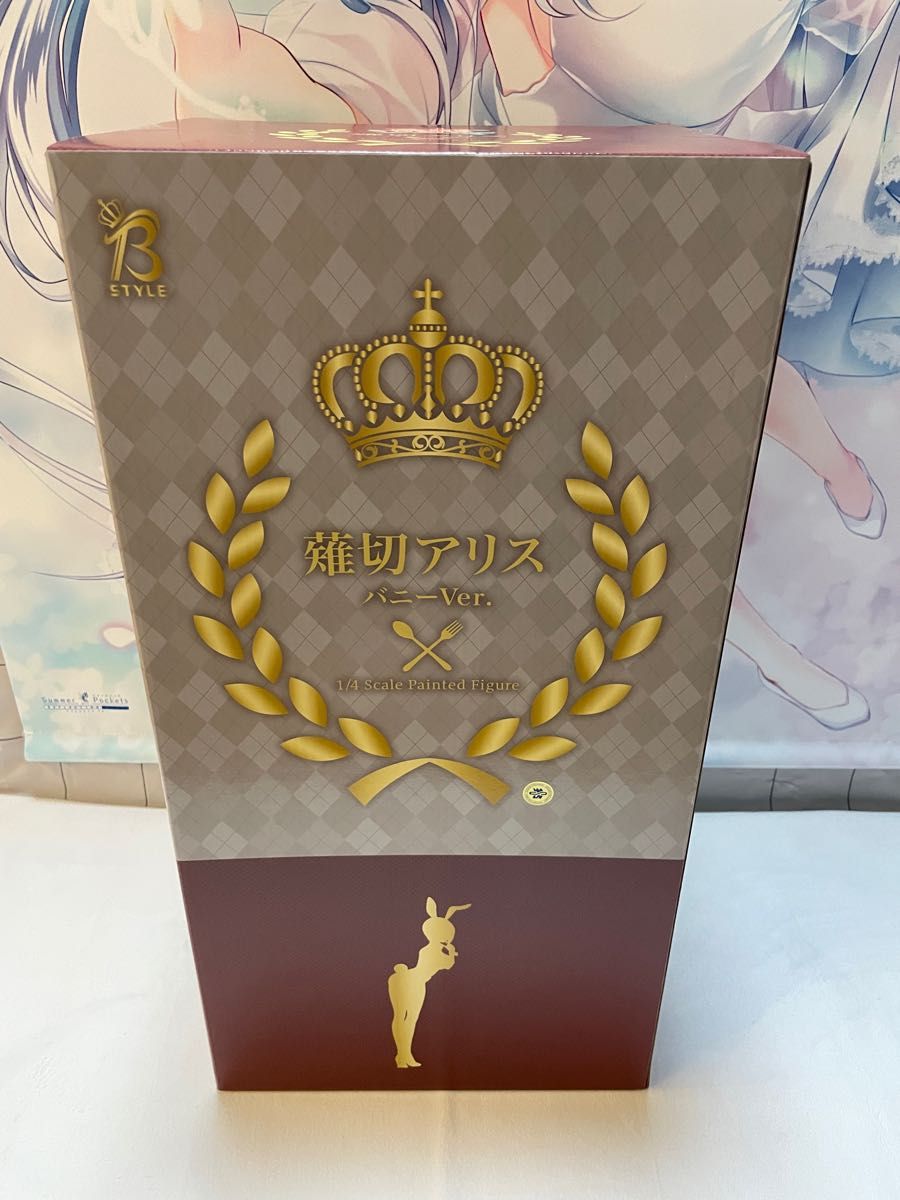 B
STYLE
薙切アリス
バニーVer.
1/4 Scale Painted Figure
Summer Pockets